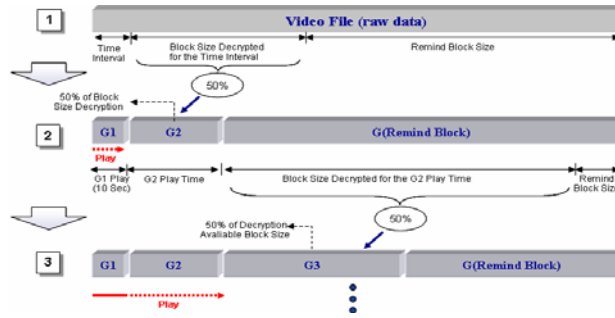 1
Video File (raw data)
Time
Interval
Block Size Decrypted
for the Time Interval
Remind Block Size
50%
50% of Block
Size Decryption
2
G1
G2
G(Remind Block)
Play
G1 Play
(10 Sec)
G2 Play Time
Block Size Decrypted for the G2 Play Time
Remind
Block Size
50%
50% of Decryption
Available Block Size
3
G1
G2
G3
G(Remind Block)
Play